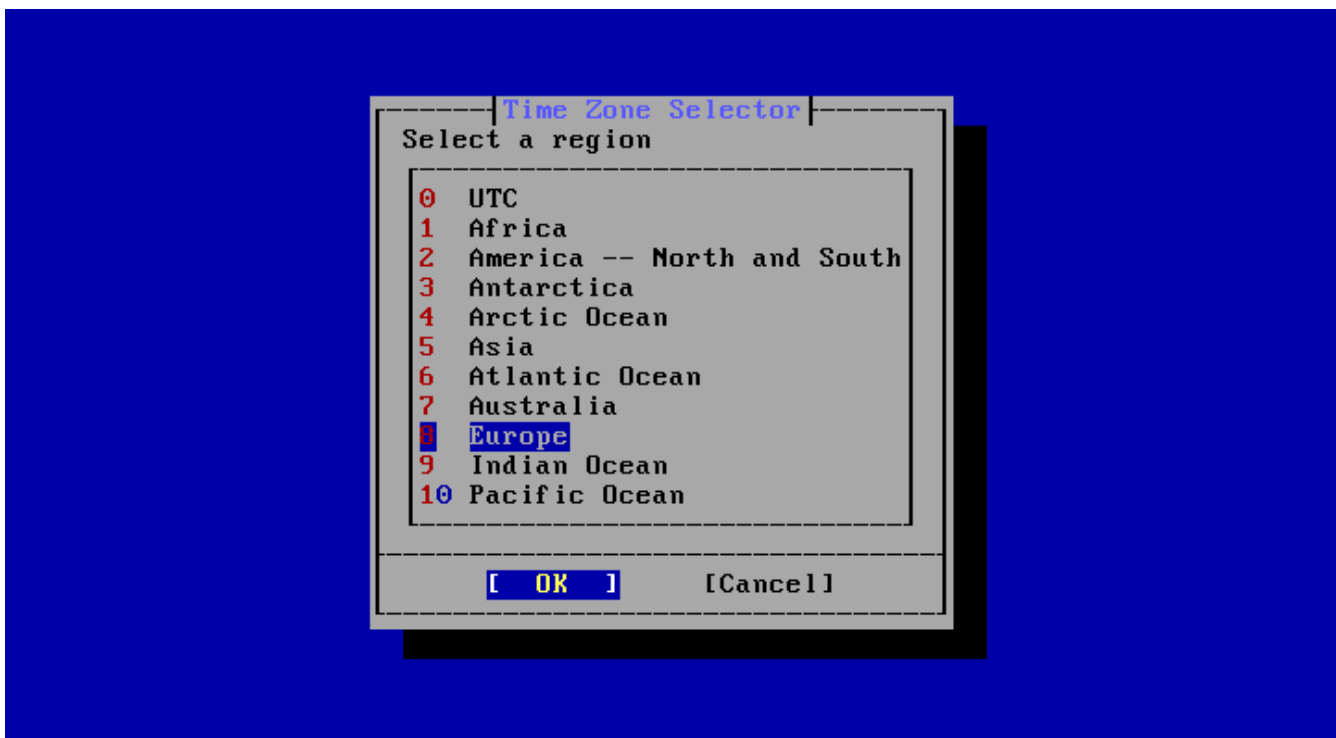 Time Zone Selector
Select a region
0 UTC
1 Africa
2 America -- North and South
3 Antarctica
4 Arctic Ocean
5 Asia
6 Atlantic Ocean
7 Australia
8 Europe
9 Indian Ocean
10 Pacific Ocean
[ OK ] [Cancel]